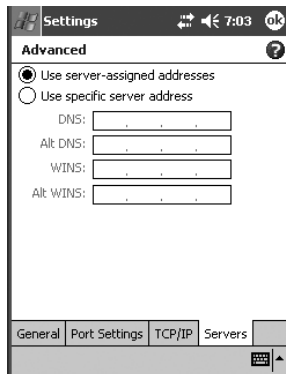 Settings 7:03 ok
Advanced ?
Use server-assigned addresses
Use specific server address
DNS: . . .
Alt DNS: . . .
WINS: . . .
Alt WINS: . . .
General Port Settings TCP/IP Servers